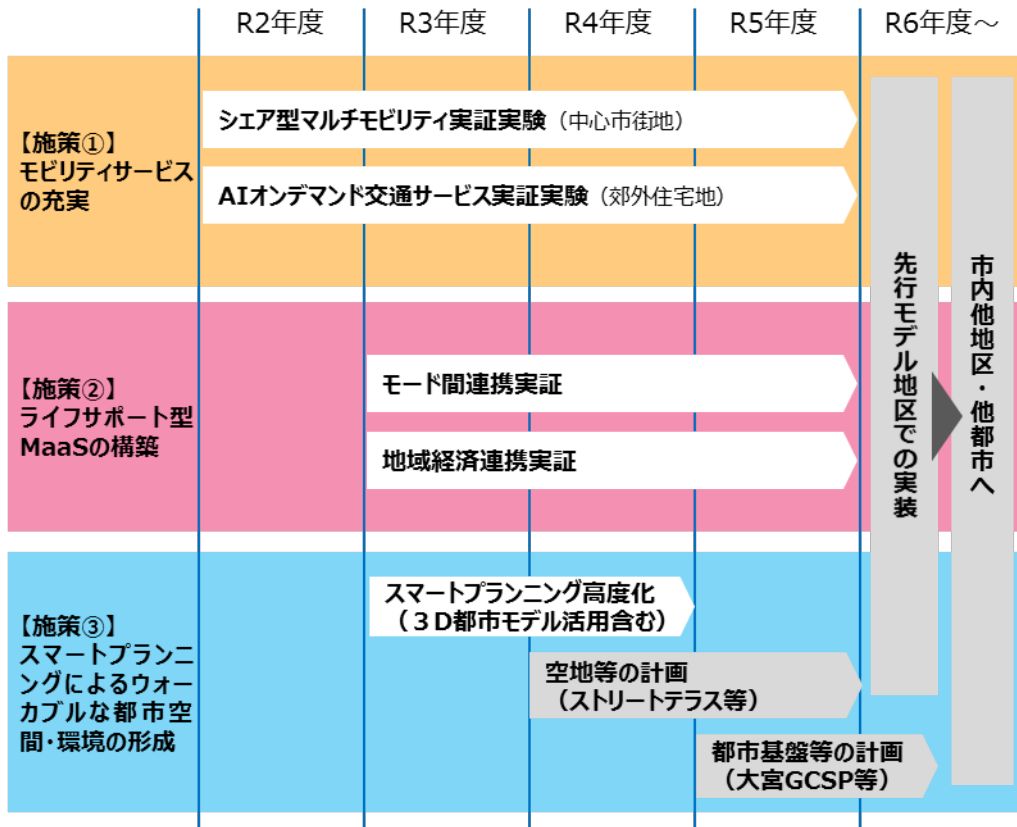 R2年度
R3年度
R4年度
R5年度
R6年度～
【施策①】
モビリティサービス
の充実
シェア型マルチモビリティ実証実験（中心市街地）
AIオンデマンド交通サービス実証実験（郊外住宅地）
【施策②】
ライフサポート型
MaaSの構築
モード間連携実証
地域経済連携実証
【施策③】
スマートプランニ
ングによるウォー
カブルな都市空
間・環境の形成
スマートプランニング高度化
（３D都市モデル活用含む）
空地等の計画
（ストリートテラス等）
都市基盤等の計画
（大宮GCSP等）
先行モデル地区での実装
市内他地区・他都市へ